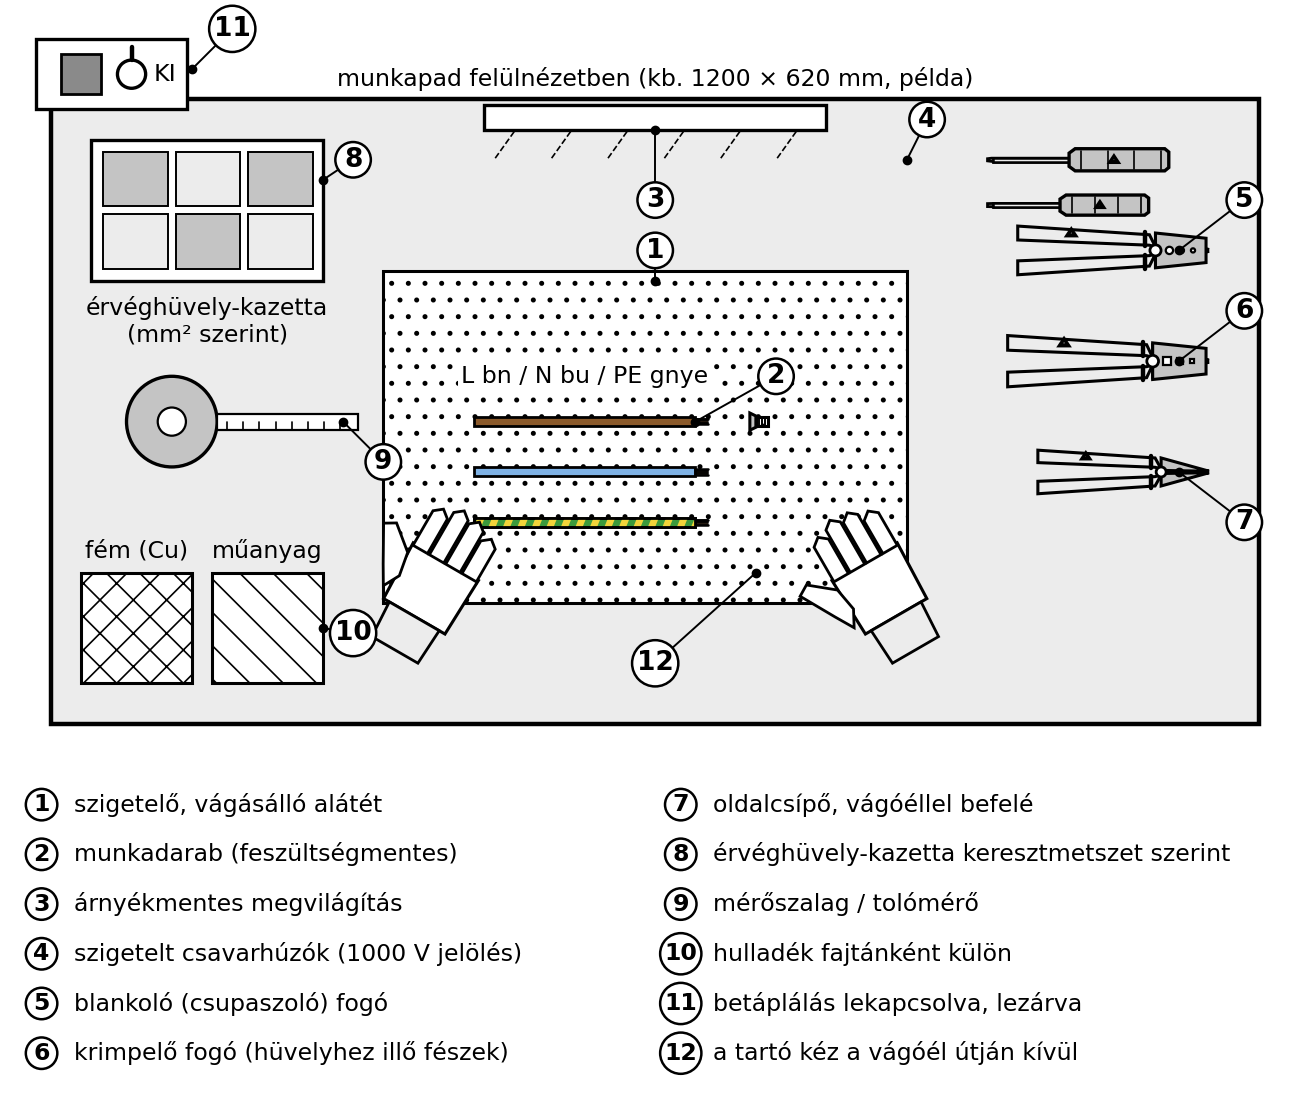 11
KI
munkapad felülnézetben (kb. 1200 × 620 mm, példa)
4
8
3
5
1
érvéghüvely-kazetta
(mm² szerint)
6
L bn / N bu / PE gnye
2
9
7
fém (Cu)
műanyag
10
12
1 szigetelő, vágásálló alátét
2 munkadarab (feszültségmentes)
3 árnyékmentes megvilágítás
4 szigetelt csavarhúzók (1000 V jelölés)
5 blankoló (csupaszoló) fogó
6 krimpelő fogó (hüvelyhez illő fészek)
7 oldalcsípő, vágóéllel befelé
8 érvéghüvely-kazetta keresztmetszet szerint
9 mérőszalag / tolómérő
10 hulladék fajtánként külön
11 betáplálás lekapcsolva, lezárva
12 a tartó kéz a vágóél útján kívül